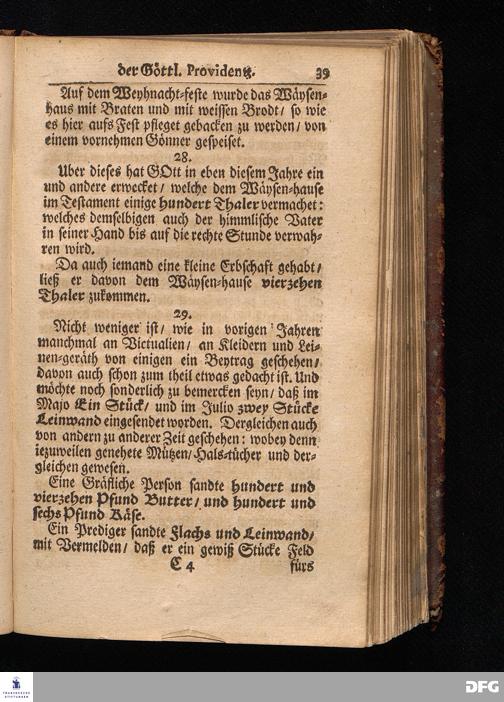 der Göttl. Providenz. 39
Auf dem Weyhnacht-feste wurde das Wäysen-
haus mit Braten und mit weissen Brodt/ so wie
es hier aufs Fest pfleget gebacken zu werden/ von
einem vornehmen Gönner gespeiset.
28.
Uber dieses hat GOtt in eben diesem Jahre ein
und andere erwecket/ welche dem Wäysen-hause
im Testament einige hundert Thaler vermachet:
welches demselbigen auch der himmlische Vater
in seiner Hand bis auf die rechte Stunde verwah-
ren wird.
Da auch iemand eine kleine Erbschaft gehabt/
ließ er davon dem Wäysen-hause vierzehen
Thaler zukommen.
29.
Nicht weniger ist/ wie in vorigen Jahren
manchmal an Victualien/ an Kleidern und Lei-
nen-geräth von einigen ein Beytrag geschehen/
davon auch schon zum theil etwas gedacht ist. Und
möchte noch sonderlich zu bemercken seyn/ daß im
Majo Ein Stück/ und im Julio zwey Stücke
Leinwand eingesendet worden. Dergleichen auch
von andern zu anderer Zeit geschehen: wobey denn
iezuweilen genehete Mützen/ Hals-tücher und der-
gleichen gewesen.
Eine Gräfliche Person sandte hundert und
vierzehen Pfund Butter/ und hundert und
sechs Pfund Käse.
Ein Prediger sandte Flachs und Leinwand/
mit Vermelden/ daß er ein gewiß Stücke Feld
C 4 fürs
FRANCKESCHE
STIFTUNGEN
DFG